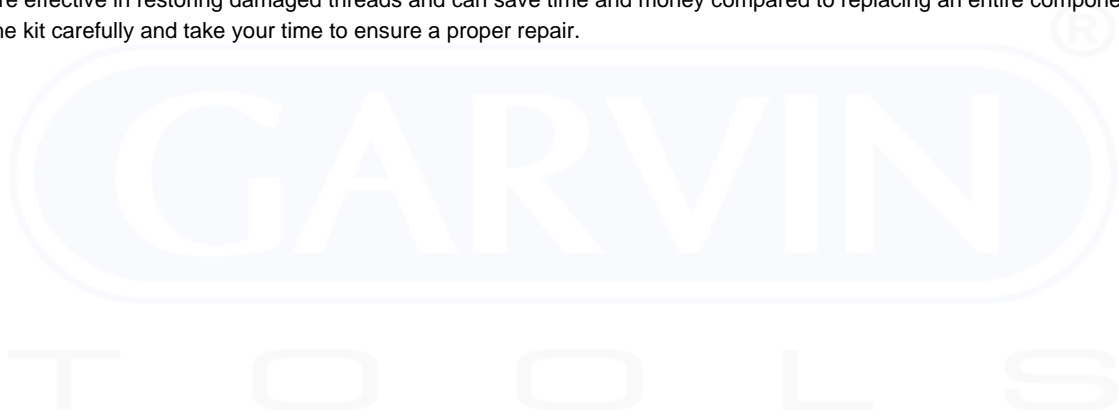 re effective in restoring damaged threads and can save time and money compared to replacing an entire compone
he kit carefully and take your time to ensure a proper repair.
®
GARVIN
TOOLS